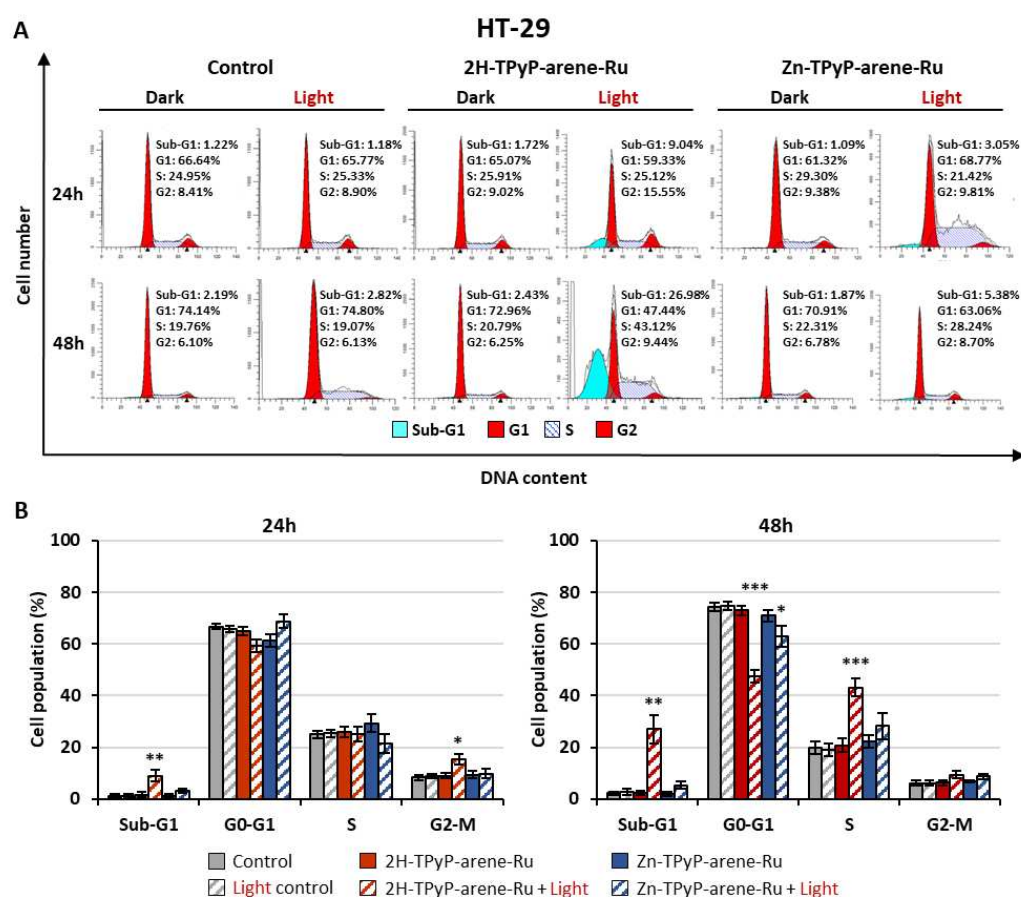 A
HT-29
Control 2H-TPyP-arene-Ru Zn-TPyP-arene-Ru
Dark Light Dark Light Dark Light
Cell number
24h
Sub-G1: 1.22%
G1: 66.64%
S: 24.95%
G2: 8.41%
Sub-G1: 1.18%
G1: 65.77%
S: 25.33%
G2: 8.90%
Sub-G1: 1.72%
G1: 65.07%
S: 25.91%
G2: 9.02%
Sub-G1: 9.04%
G1: 59.33%
S: 25.12%
G2: 15.55%
Sub-G1: 1.09%
G1: 61.32%
S: 29.30%
G2: 9.38%
Sub-G1: 3.05%
G1: 68.77%
S: 21.42%
G2: 9.81%
48h
Sub-G1: 2.19%
G1: 74.14%
S: 19.76%
G2: 6.10%
Sub-G1: 2.82%
G1: 74.80%
S: 19.07%
G2: 6.13%
Sub-G1: 2.43%
G1: 72.96%
S: 20.79%
G2: 6.25%
Sub-G1: 26.98%
G1: 47.44%
S: 43.12%
G2: 9.44%
Sub-G1: 1.87%
G1: 70.91%
S: 22.31%
G2: 6.78%
Sub-G1: 5.38%
G1: 63.06%
S: 28.24%
G2: 8.70%
Sub-G1 G1 S G2
DNA content
B
24h
Cell population (%)
100
80
60
40
20
0
**
*
Sub-G1 G0-G1 S G2-M
48h
Cell population (%)
100
80
60
40
20
0
**
***
*
***
Sub-G1 G0-G1 S G2-M
Control 2H-TPyP-arene-Ru Zn-TPyP-arene-Ru
Light control 2H-TPyP-arene-Ru + Light Zn-TPyP-arene-Ru + Light